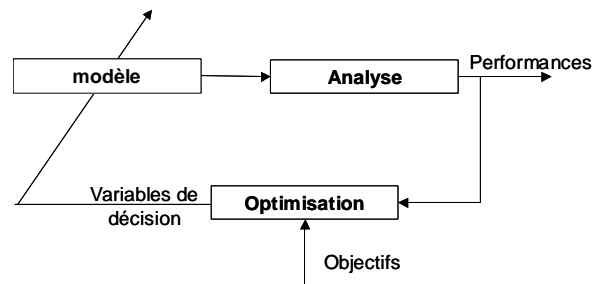 Performances
modèle
Analyse
Variables de
décision
Optimisation
Objectifs